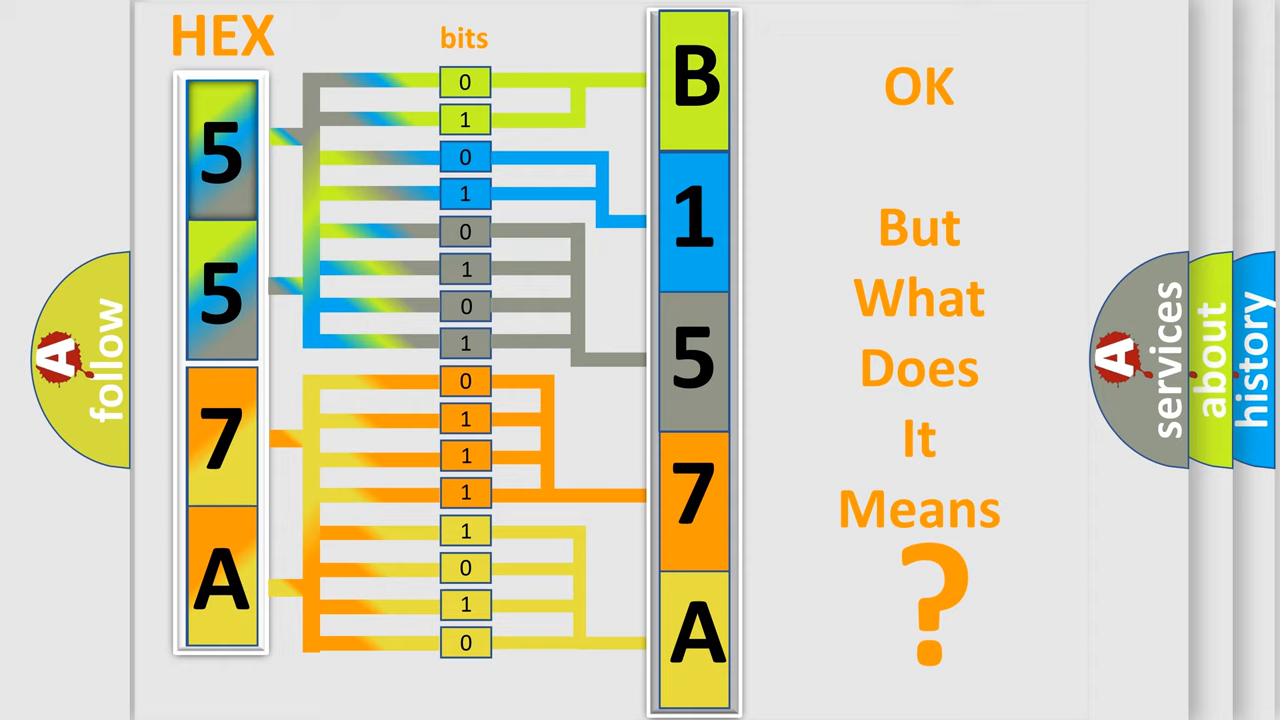 HEX
bits
5
5
7
A
0
1
0
1
0
1
0
1
0
1
1
1
1
0
1
0
B
1
5
7
A
OK
But
What
Does
It
Means
?
A
follow
A
services
about
history